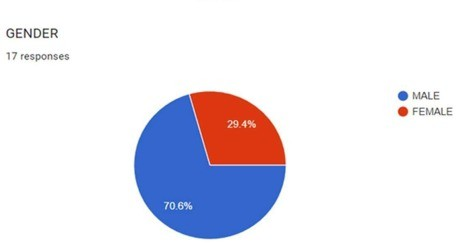 GENDER
17 responses
MALE
FEMALE
29.4%
70.6%